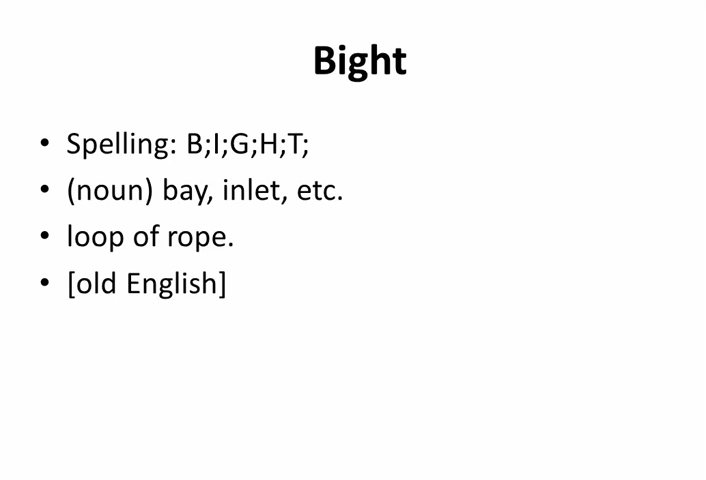 Bight
• Spelling: B;I;G;H;T;
• (noun) bay, inlet, etc.
• loop of rope.
• [old English]